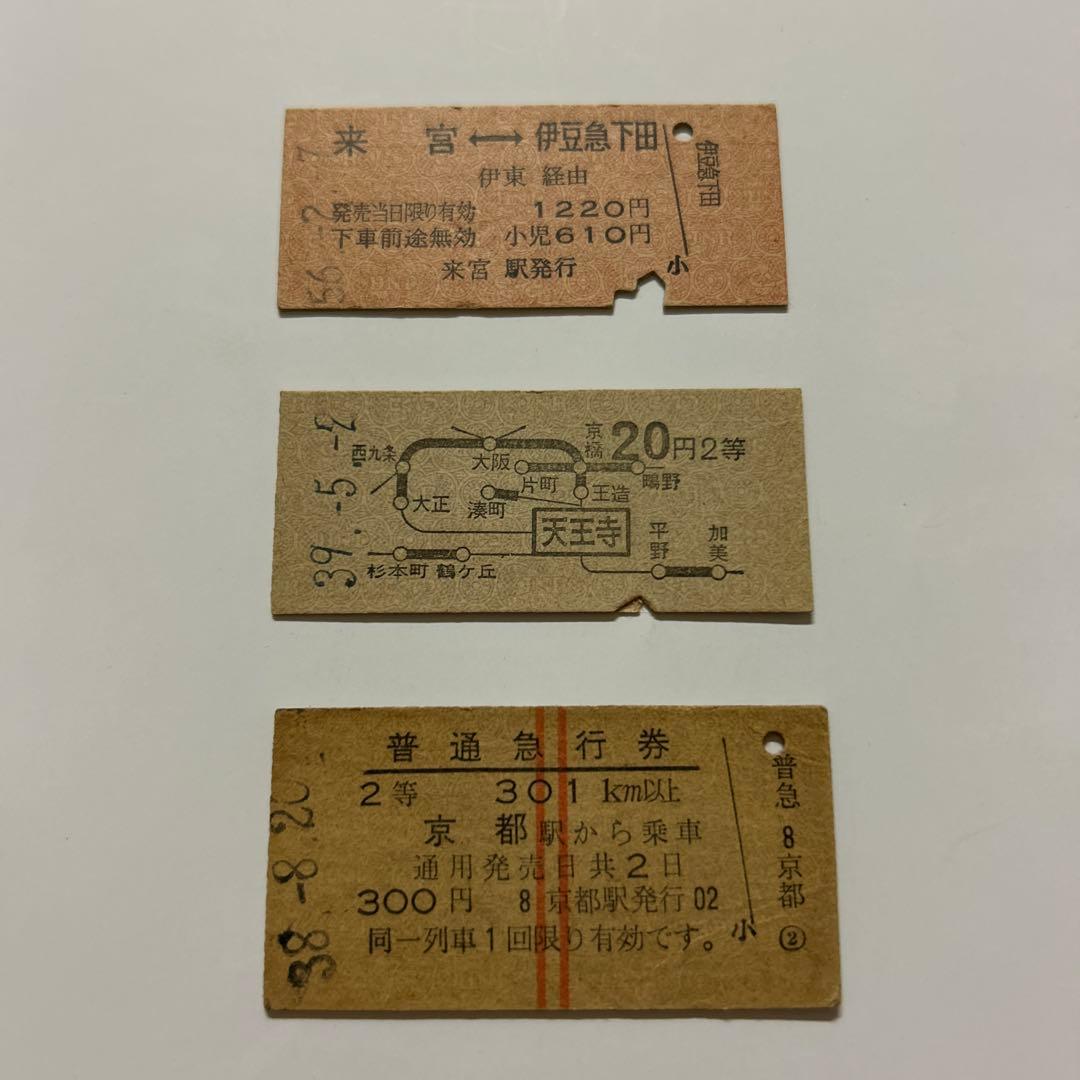 来宮 ⟷ 伊豆急下田
伊東 経由
発売当日限り有効 1220円
下車前途無効 小児610円
来宮 駅発行
小
伊豆急下田
56.-2.-7
39.-5.-2
京橋 20円2等
西九条
大阪
片町
鴫野
大正
湊町
玉造
天王寺
平野
加美
杉本町 鶴ケ丘
普通急行券
2等 301km以上
京都駅から乗車
通用発売日共2日
300円 8 京都駅発行 02
同一列車1回限り有効です。
小
普急 8 京都 ②
38.-8.2